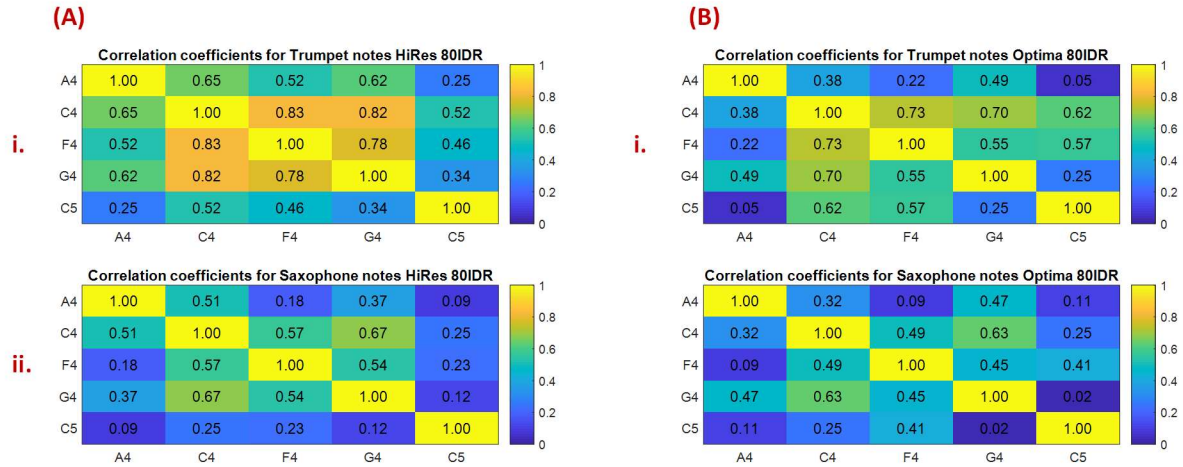 (A)
(B)
i.
Correlation coefficients for Trumpet notes HiRes 80IDR
A4 1.00 0.65 0.52 0.62 0.25
C4 0.65 1.00 0.83 0.82 0.52
F4 0.52 0.83 1.00 0.78 0.46
G4 0.62 0.82 0.78 1.00 0.34
C5 0.25 0.52 0.46 0.34 1.00
A4 C4 F4 G4 C5
1
0.8
0.6
0.4
0.2
0
i.
Correlation coefficients for Trumpet notes Optima 80IDR
A4 1.00 0.38 0.22 0.49 0.05
C4 0.38 1.00 0.73 0.70 0.62
F4 0.22 0.73 1.00 0.55 0.57
G4 0.49 0.70 0.55 1.00 0.25
C5 0.05 0.62 0.57 0.25 1.00
A4 C4 F4 G4 C5
1
0.8
0.6
0.4
0.2
0
ii.
Correlation coefficients for Saxophone notes HiRes 80IDR
A4 1.00 0.51 0.18 0.37 0.09
C4 0.51 1.00 0.57 0.67 0.25
F4 0.18 0.57 1.00 0.54 0.23
G4 0.37 0.67 0.54 1.00 0.12
C5 0.09 0.25 0.23 0.12 1.00
A4 C4 F4 G4 C5
1
0.8
0.6
0.4
0.2
0
Correlation coefficients for Saxophone notes Optima 80IDR
A4 1.00 0.32 0.09 0.47 0.11
C4 0.32 1.00 0.49 0.63 0.25
F4 0.09 0.49 1.00 0.45 0.41
G4 0.47 0.63 0.45 1.00 0.02
C5 0.11 0.25 0.41 0.02 1.00
A4 C4 F4 G4 C5
1
0.8
0.6
0.4
0.2
0